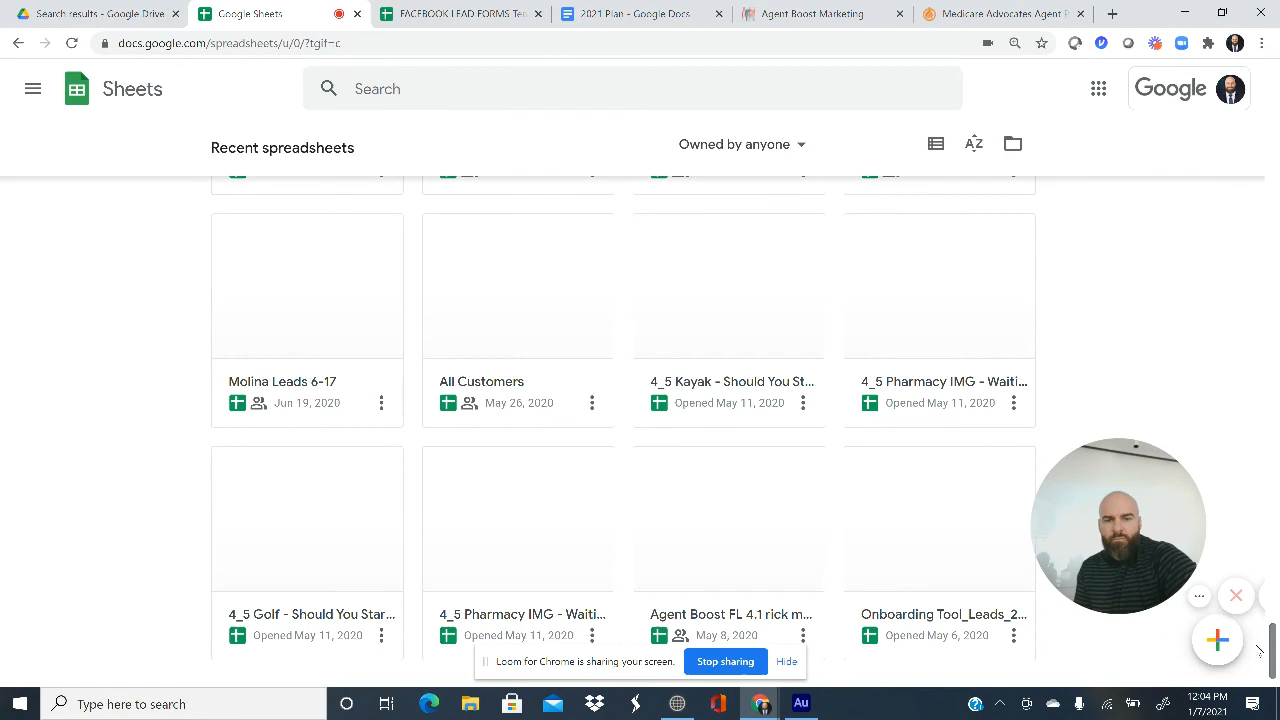 Search results - Google Drive
Google Sheets
FACEBOOK LEAD FORMS Tem
2021 Plan - Google Docs
Agent Boost Marketing
Medicare Advocates Agent P
docs.google.com/spreadsheets/u/0/?tgif=c
Sheets
Search
Google
Recent spreadsheets
Owned by anyone
AZ
Molina Leads 6-17
Jun 19, 2020
All Customers
May 26, 2020
4_5 Kayak - Should You St...
Opened May 11, 2020
4_5 Pharmacy IMG - Waiti...
Opened May 11, 2020
4_5 Golf - Should You Star...
Opened May 11, 2020
4_5 Pharmacy IMG - Waiti...
Opened May 11, 2020
Agent Boost FL 4.1 rick m...
May 8, 2020
Onboarding Tool_Leads_2...
Opened May 6, 2020
Loom for Chrome is sharing your screen.
Stop sharing
Hide
Type here to search
Au
12:04 PM
1/7/2021